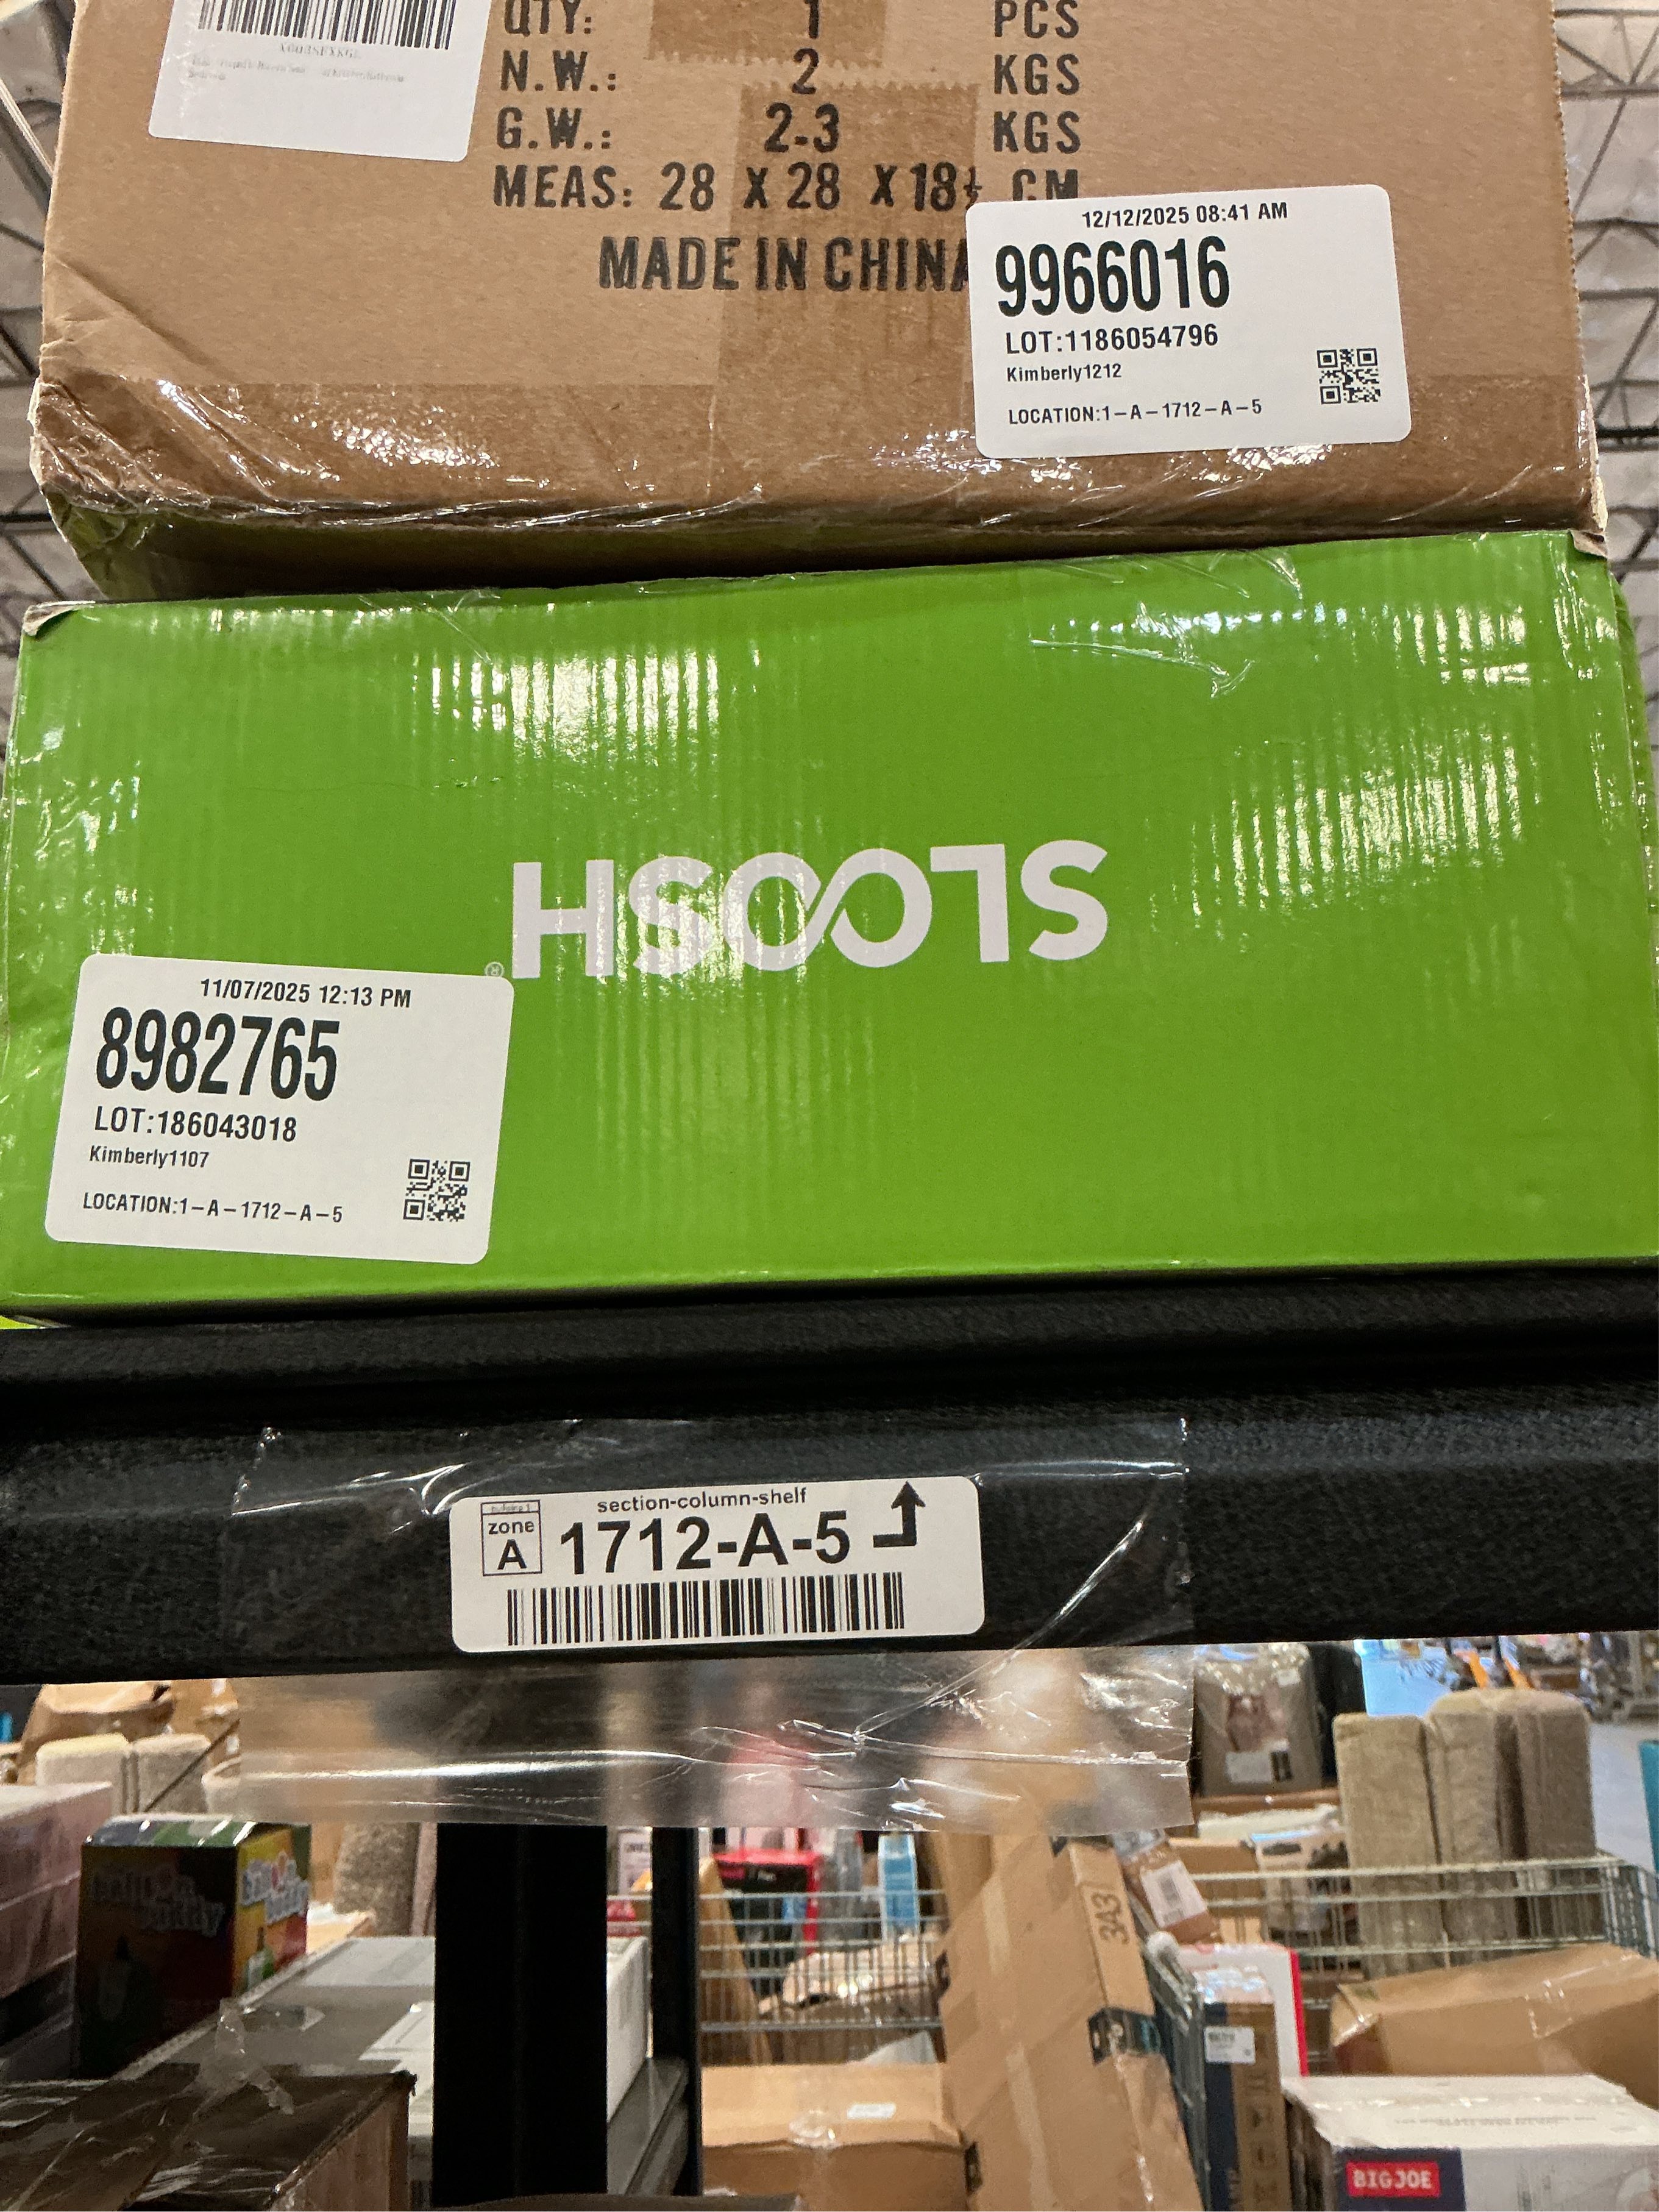 QTY: 1 PCS
N.W.: 2 KGS
G.W.: 2.3 KGS
MEAS: 28 X 28 X 18 CM
MADE IN CHINA
12/12/2025 08:41 AM
9966016
LOT:1186054796
Kimberly1212
LOCATION:1-A-1712-A-5
SLOOSH®
11/07/2025 12:13 PM
8982765
LOT:186043018
Kimberly1107
LOCATION:1-A-1712-A-5
section-column-shelf
zone
A
1712-A-5
343
BIG JOE